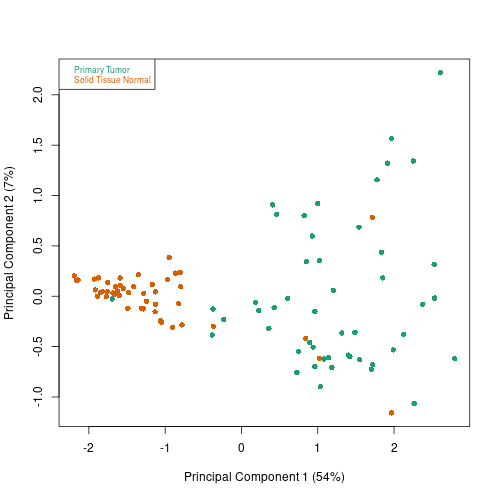 Primary Tumor
Solid Tissue Normal
2.0
1.5
1.0
0.5
0.0
-0.5
-1.0
Principal Component 2 (7%)
-2 -1 0 1 2
Principal Component 1 (54%)